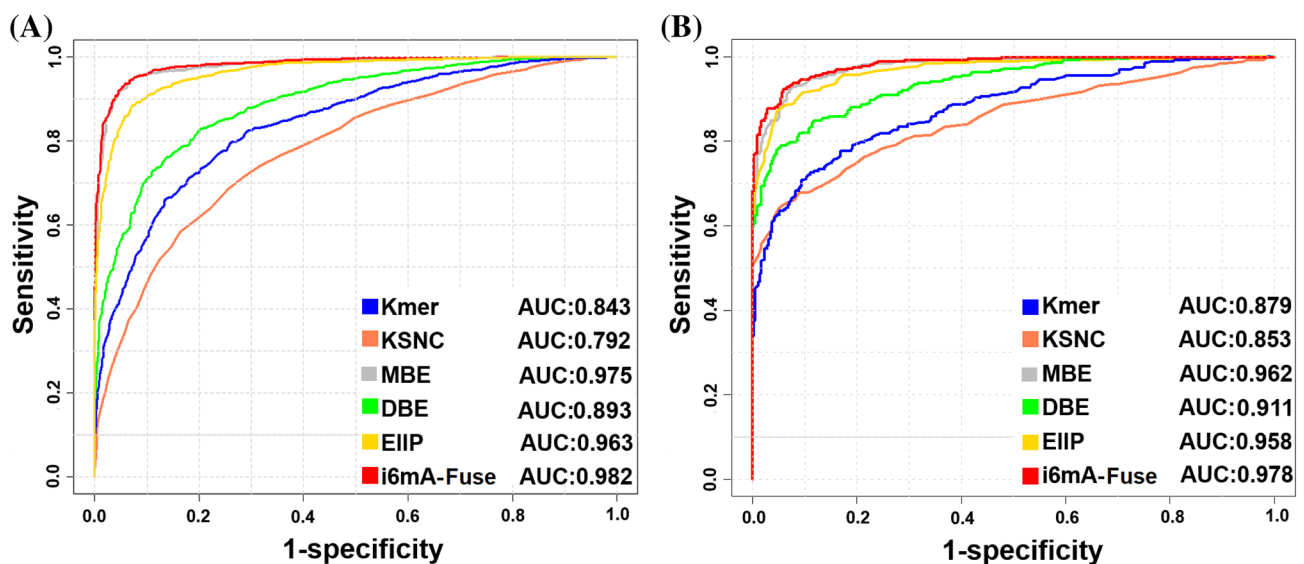 (A)
1.0
0.8
0.6
0.4
0.2
0.0
Sensitivity
Kmer AUC:0.843
KSNC AUC:0.792
MBE AUC:0.975
DBE AUC:0.893
EIIP AUC:0.963
i6mA-Fuse AUC:0.982
0.0 0.2 0.4 0.6 0.8 1.0
1-specificity
(B)
1.0
0.8
0.6
0.4
0.2
0.0
Sensitivity
Kmer AUC:0.879
KSNC AUC:0.853
MBE AUC:0.962
DBE AUC:0.911
EIIP AUC:0.958
i6mA-Fuse AUC:0.978
0.0 0.2 0.4 0.6 0.8 1.0
1-specificity